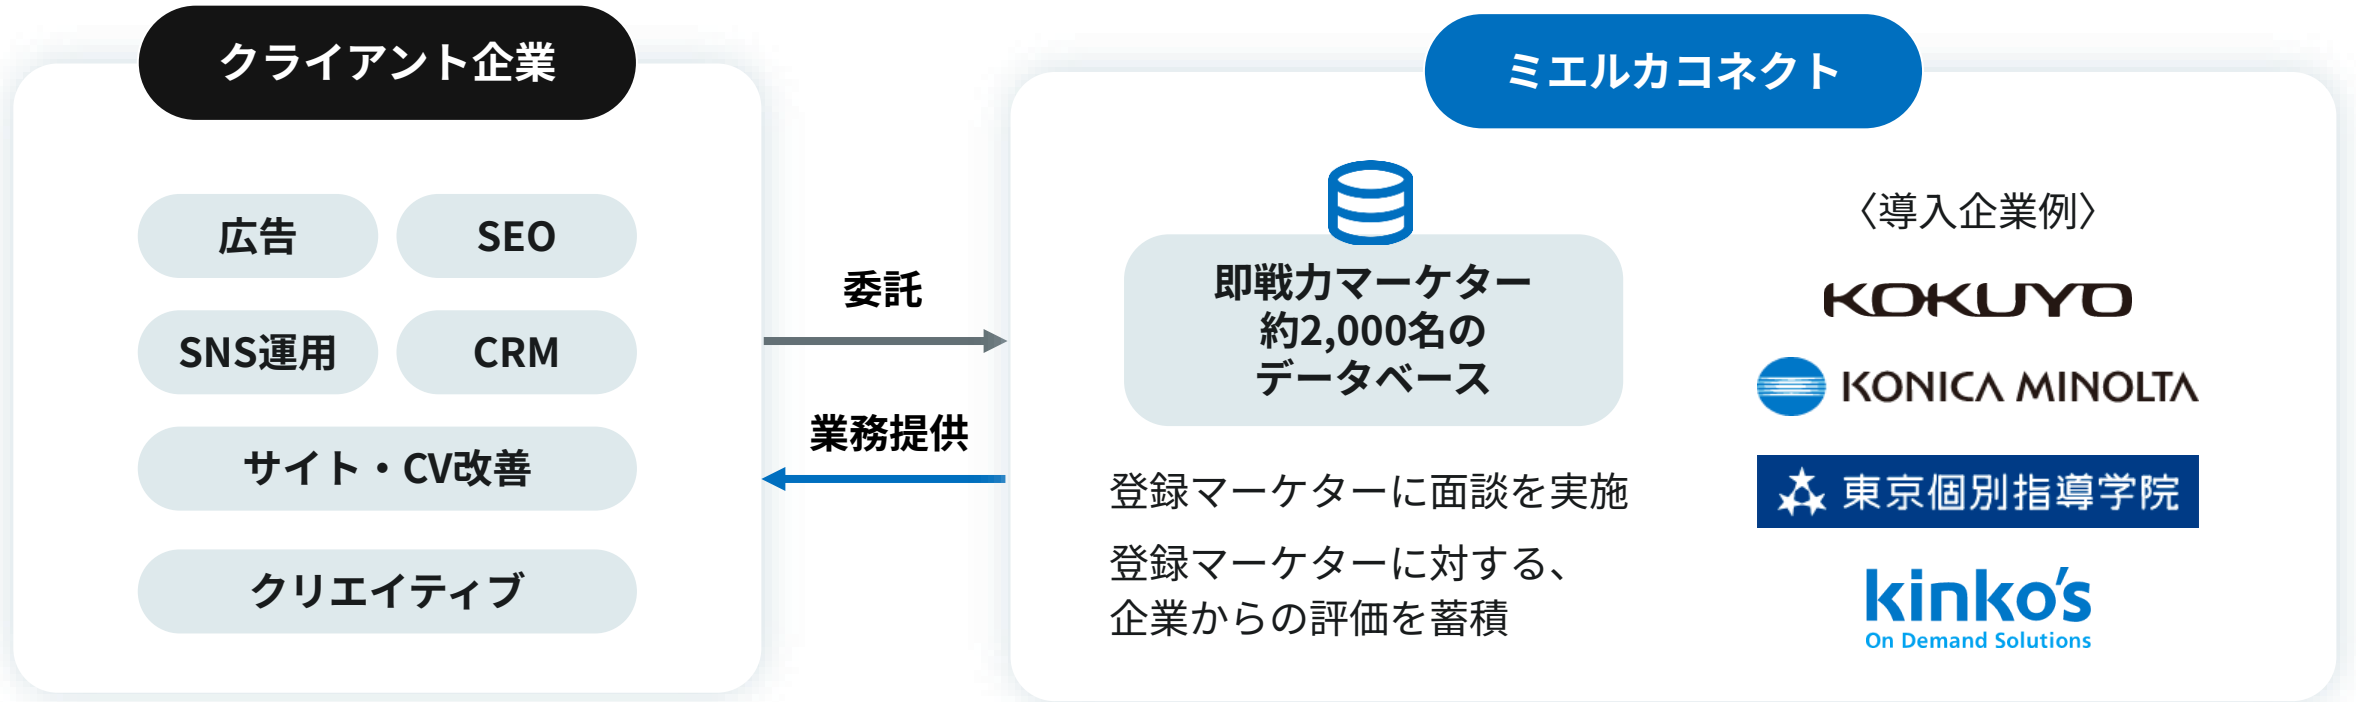 クライアント企業
広告
SEO
SNS運用
CRM
サイト・CV改善
クリエイティブ
委託
業務提供
ミエルカコネクト
即戦力マーケター
約2,000名の
データベース
登録マーケターに面談を実施
登録マーケターに対する、
企業からの評価を蓄積
〈導入企業例〉
KOKUYO
KONICA MINOLTA
東京個別指導学院
kinko's
On Demand Solutions